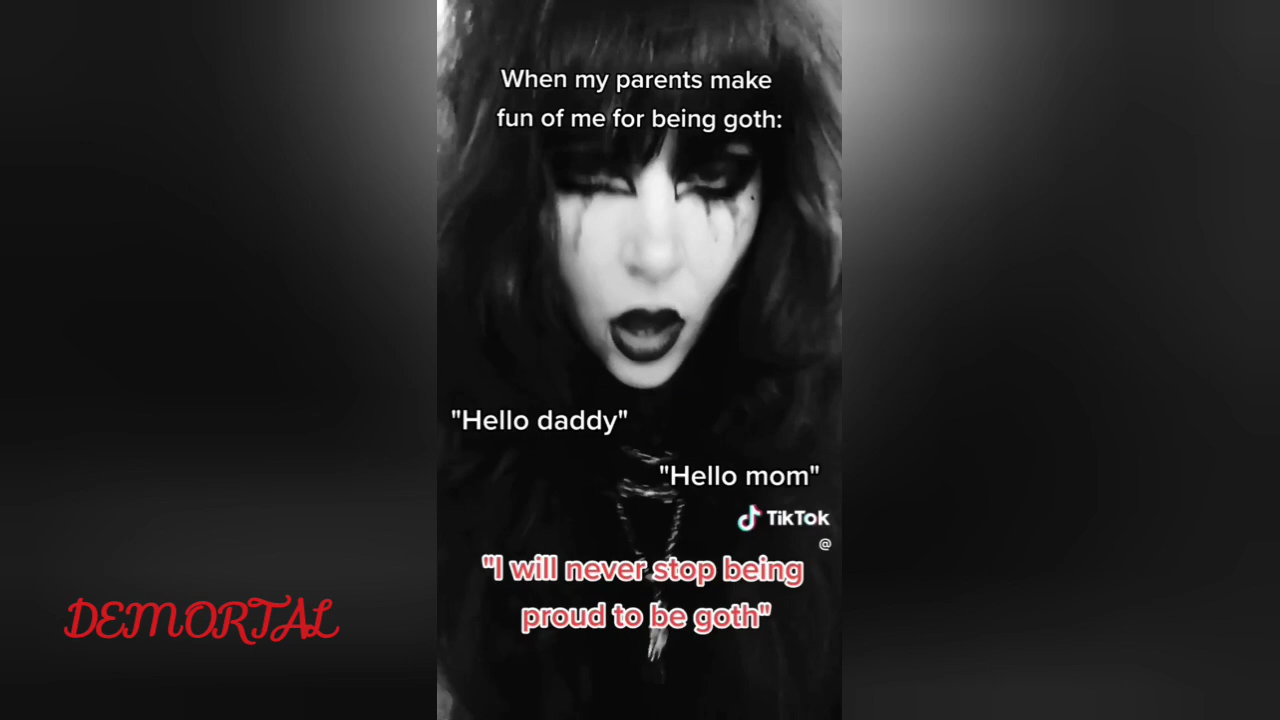 When my parents make
fun of me for being goth:
"Hello daddy"
"Hello mom"
TikTok
@
"I will never stop being
proud to be goth"
DEMORTAL